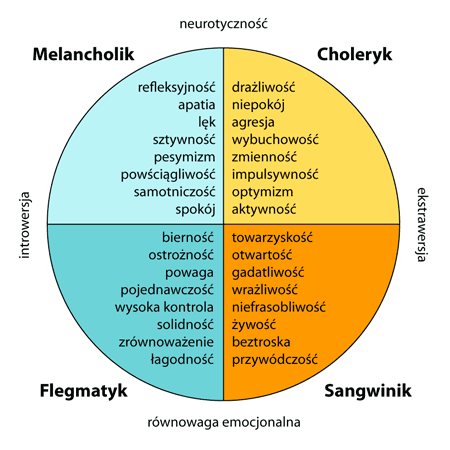 neurotyczność
Melancholik
Choleryk
refleksyjność
apatia
lęk
sztywność
pesymizm
powściągliwość
samotniczość
spokój
drażliwość
niepokój
agresja
wybuchowość
zmienność
impulsywność
optymizm
aktywność
introwersja
ekstrawersja
bierność
ostrożność
powaga
pojednawczość
wysoka kontrola
solidność
zrównoważenie
łagodność
towarzyskość
otwartość
gadatliwość
wrażliwość
niefrasobliwość
żywość
beztroska
przywódczość
Flegmatyk
Sangwinik
równowaga emocjonalna